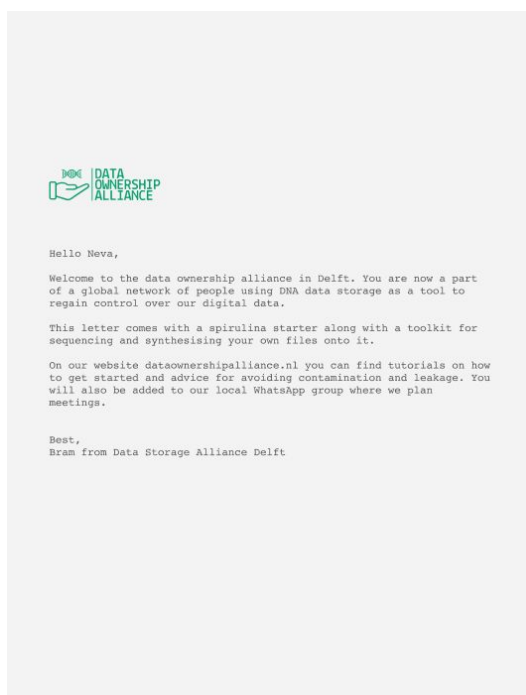 DATA
OWNERSHIP
ALLIANCE
Hello Neva,
Welcome to the data ownership alliance in Delft. You are now a part
of a global network of people using DNA data storage as a tool to
regain control over our digital data.
This letter comes with a spirulina starter along with a toolkit for
sequencing and synthesising your own files onto it.
On our website dataownershipalliance.nl you can find tutorials on how
to get started and advice for avoiding contamination and leakage. You
will also be added to our local WhatsApp group where we plan
meetings.
Best,
Bram from Data Storage Alliance Delft